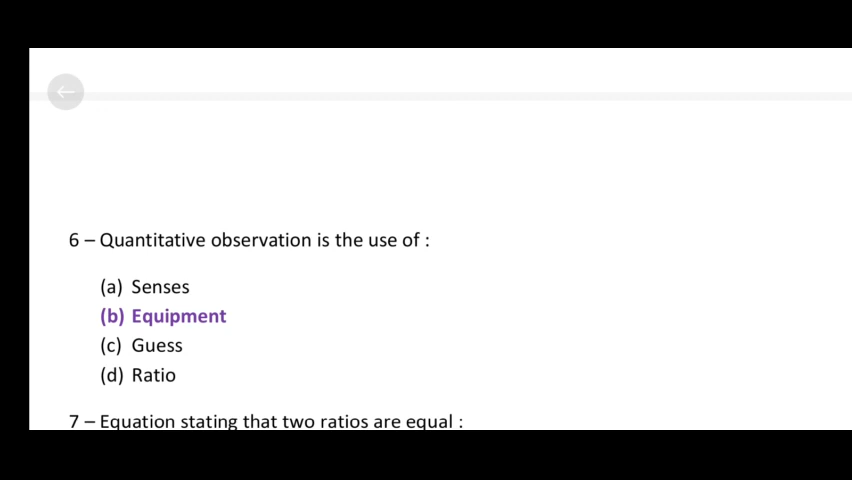 6 – Quantitative observation is the use of :
(a) Senses
(b) Equipment
(c) Guess
(d) Ratio
7 – Equation stating that two ratios are equal :